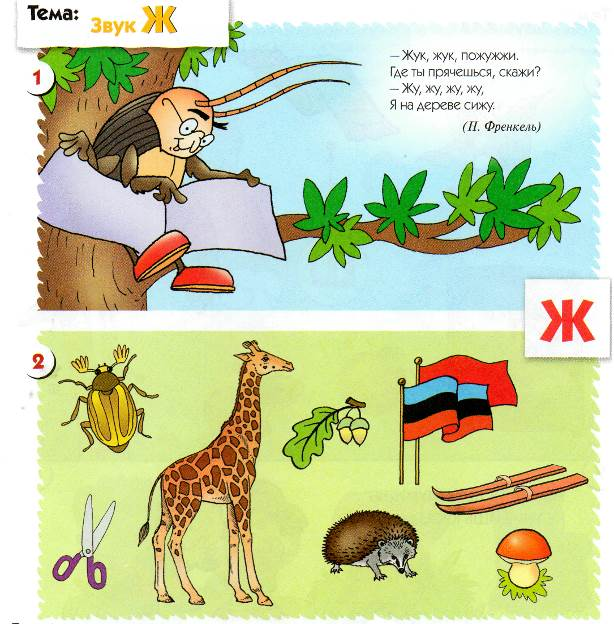 Тема:
Звук Ж
1
– Жук, жук, пожужжи.
Где ты прячешься, скажи?
– Жу, жу, жу, жу,
Я на дереве сижу.
(Н. Френкель)
Ж
2